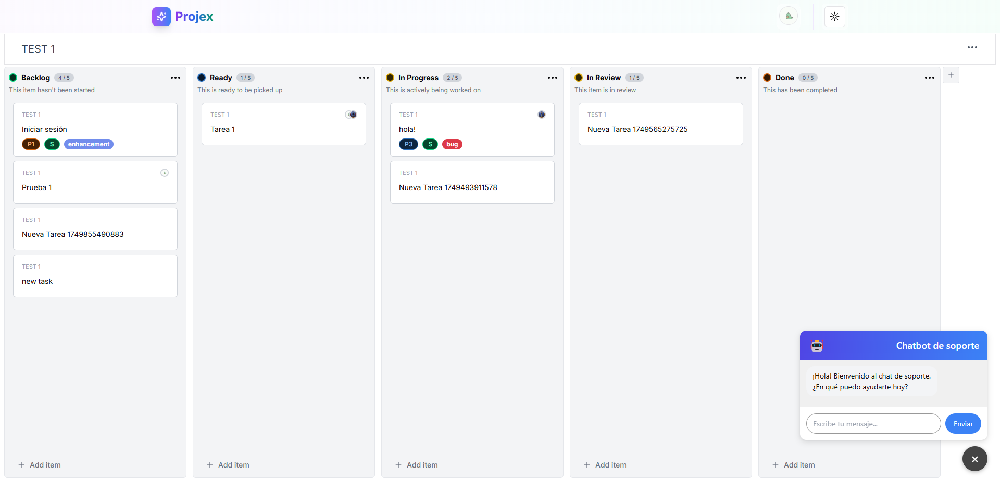 Projex
TEST 1
Backlog 4 / 5
This item hasn't been started
TEST 1
Iniciar sesión
P1 S enhancement
TEST 1
Prueba 1
TEST 1
Nueva Tarea 1749855490883
TEST 1
new task
+ Add item
Ready 1 / 5
This is ready to be picked up
TEST 1
Tarea 1
+ Add item
In Progress 2 / 5
This is actively being worked on
TEST 1
hola!
P3 S bug
TEST 1
Nueva Tarea 1749493911578
+ Add item
In Review 1 / 5
This item is in review
TEST 1
Nueva Tarea 1749565275725
+ Add item
Done 0 / 5
This has been completed
+ Add item
+
Chatbot de soporte
¡Hola! Bienvenido al chat de soporte.
¿En qué puedo ayudarte hoy?
Escribe tu mensaje...
Enviar